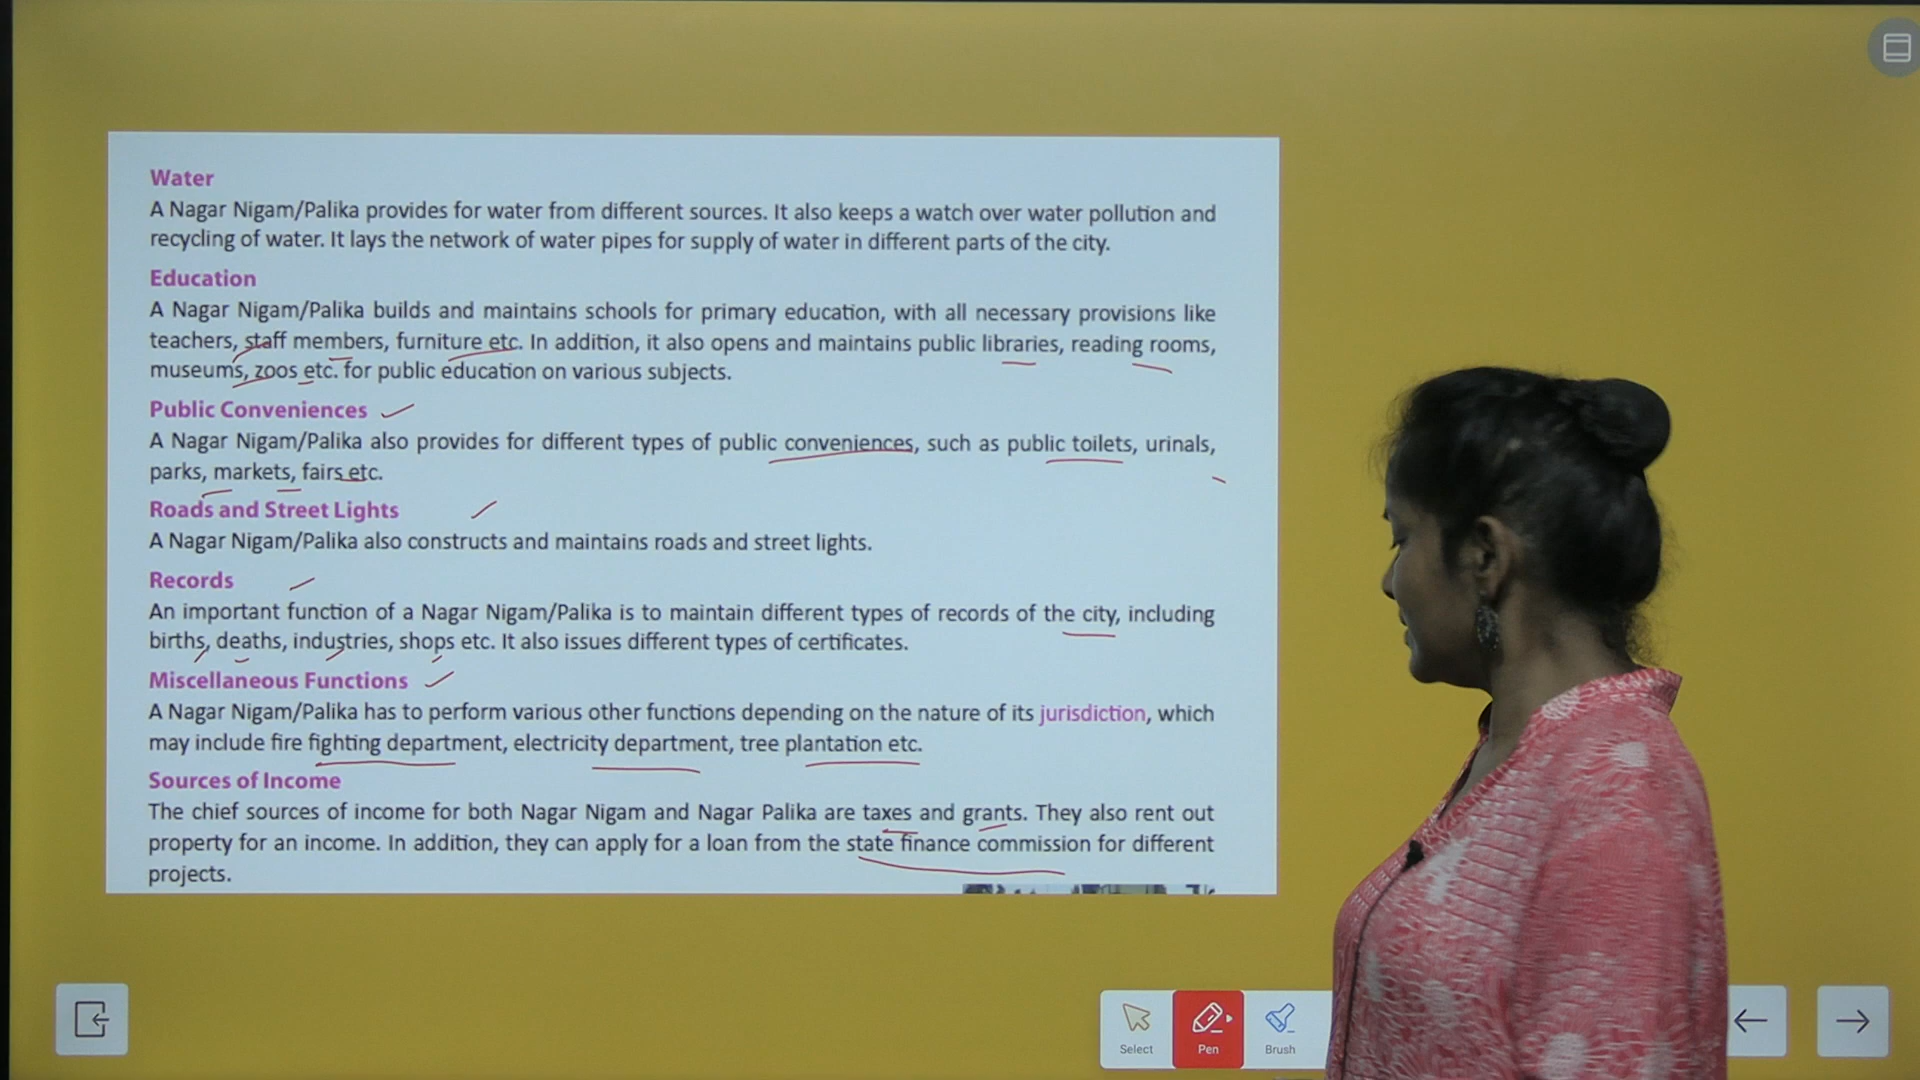 Water
A Nagar Nigam/Palika provides for water from different sources. It also keeps a watch over water pollution and
recycling of water. It lays the network of water pipes for supply of water in different parts of the city.
Education
A Nagar Nigam/Palika builds and maintains schools for primary education, with all necessary provisions like
teachers, staff members, furniture etc. In addition, it also opens and maintains public libraries, reading rooms,
museums, zoos etc. for public education on various subjects.
Public Conveniences
A Nagar Nigam/Palika also provides for different types of public conveniences, such as public toilets, urinals,
parks, markets, fairs etc.
Roads and Street Lights
A Nagar Nigam/Palika also constructs and maintains roads and street lights.
Records
An important function of a Nagar Nigam/Palika is to maintain different types of records of the city, including
births, deaths, industries, shops etc. It also issues different types of certificates.
Miscellaneous Functions
A Nagar Nigam/Palika has to perform various other functions depending on the nature of its jurisdiction, which
may include fire fighting department, electricity department, tree plantation etc.
Sources of Income
The chief sources of income for both Nagar Nigam and Nagar Palika are taxes and grants. They also rent out
property for an income. In addition, they can apply for a loan from the state finance commission for different
projects.
Select Pen Brush